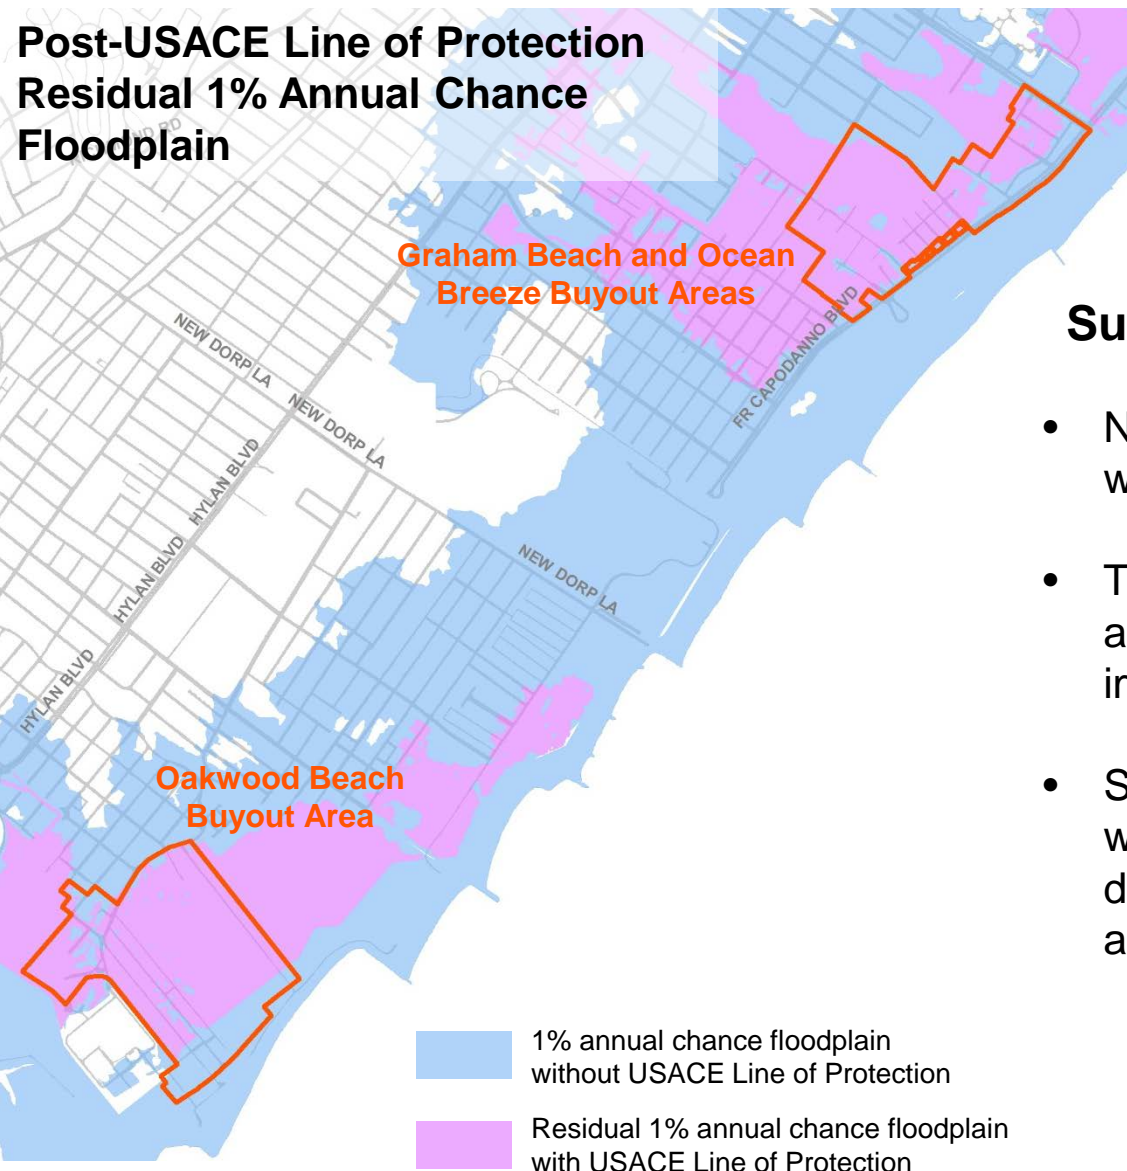 Post-USACE Line of Protection
Residual 1% Annual Chance
Floodplain
RD
Graham Beach and Ocean
Breeze Buyout Areas
NEW DORP LA
NEW DORP LA
FR CAPODANNO BLVD
HYLAN BLVD
HYLAN BLVD
NEW DORP LA
HYLAN BLVD
Oakwood Beach
Buyout Area
1% annual chance floodplain
without USACE Line of Protection
Residual 1% annual chance floodplain
with USACE Line of Protection
Su
• N
w
• T
a
in
• S
w
d
a